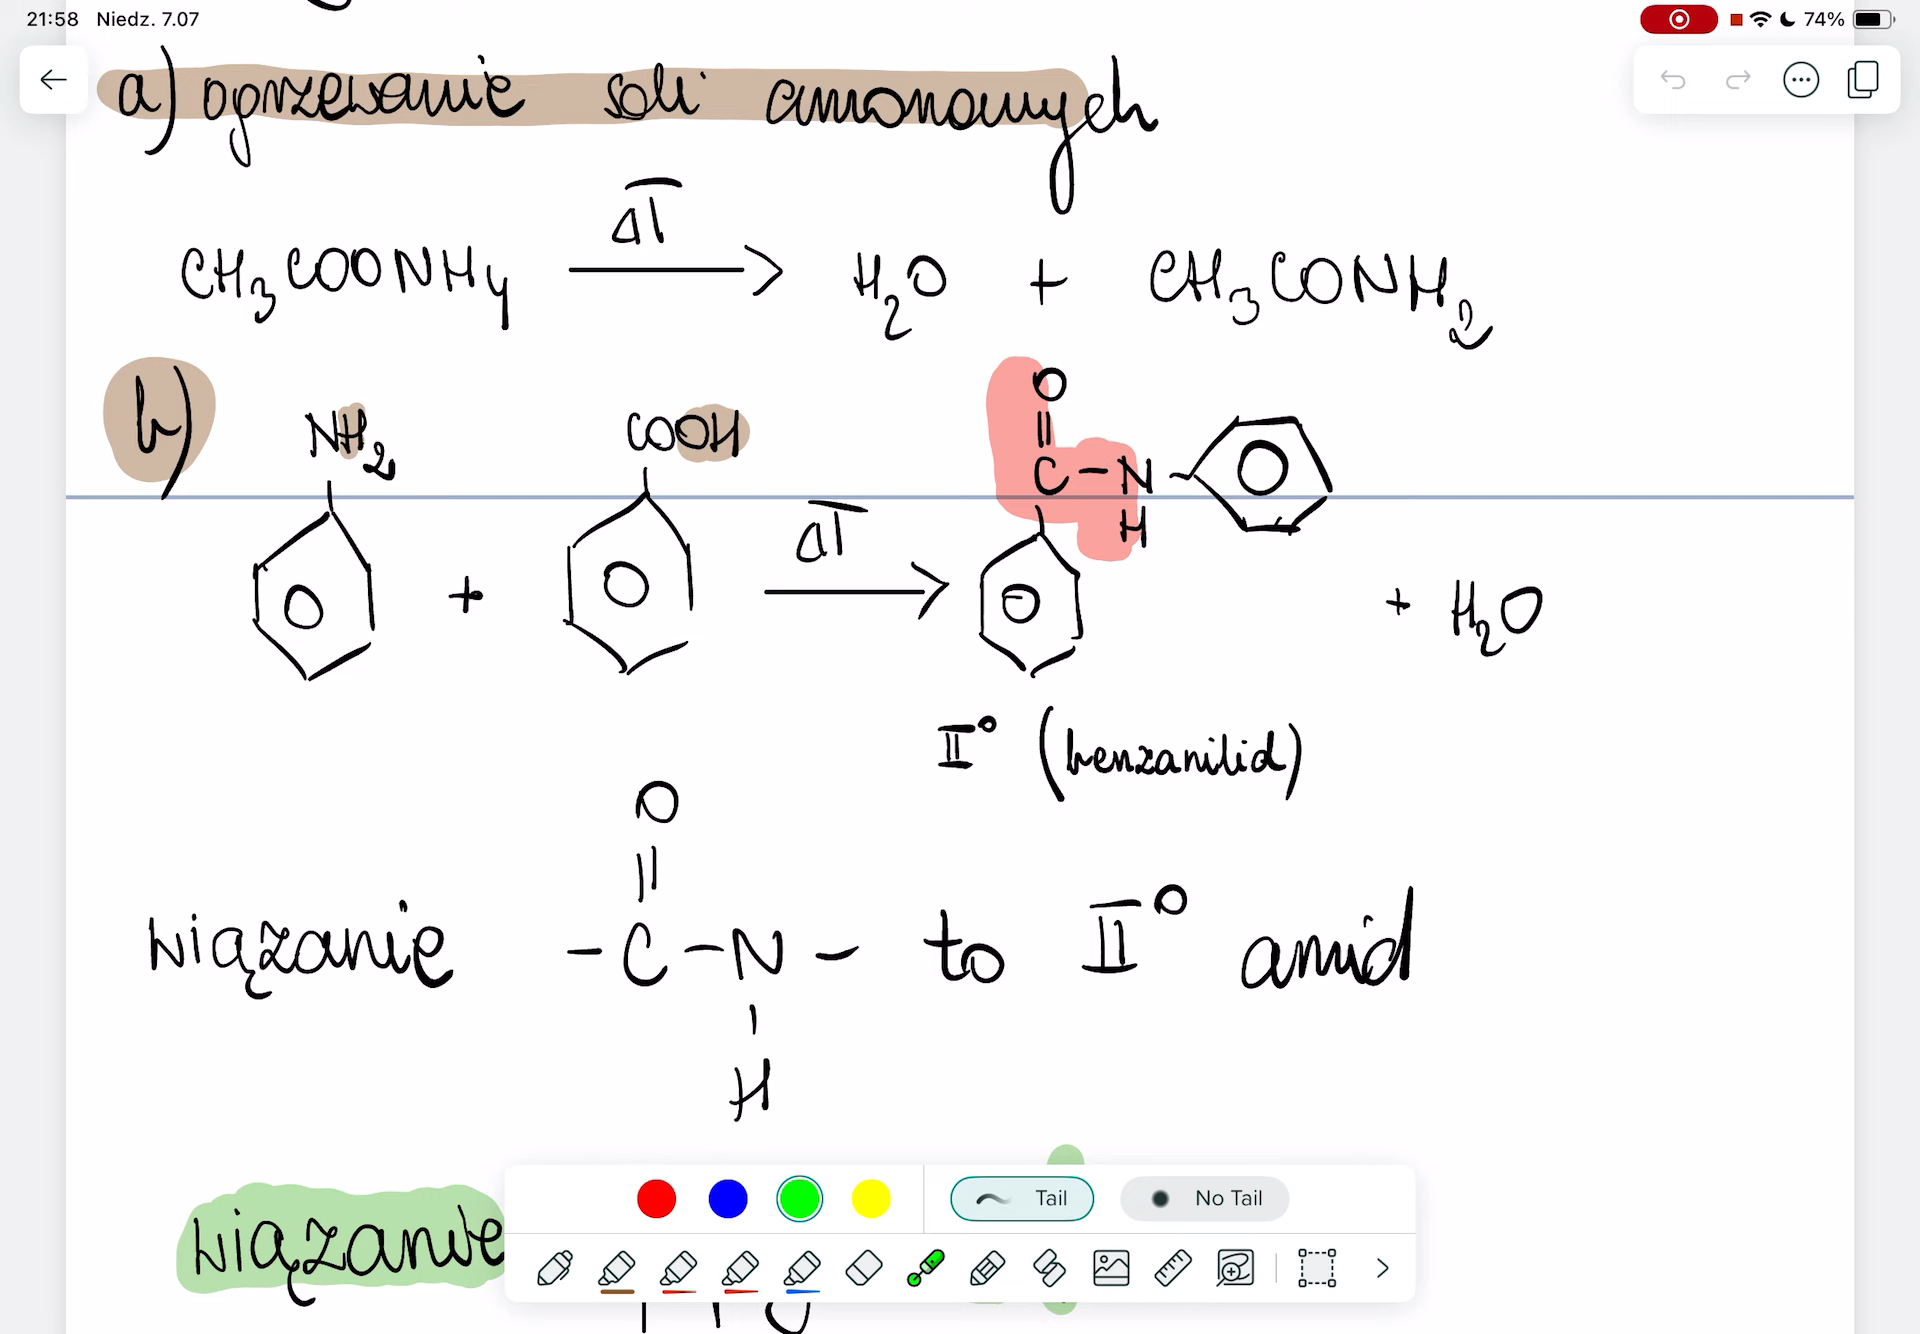 21:58 Niedz. 7.07 74%
a) ogrzewanie soli amonowych
ΔT
CH₃COONH₄ → H₂O + CH₃CONH₂
b)
NH₂ COOH O
=
C - N
H
+ ΔT → + H₂O
II° (benzanilid)
O
=
wiązanie - C - N - to II° amid
H
Tail No Tail
wiązanie